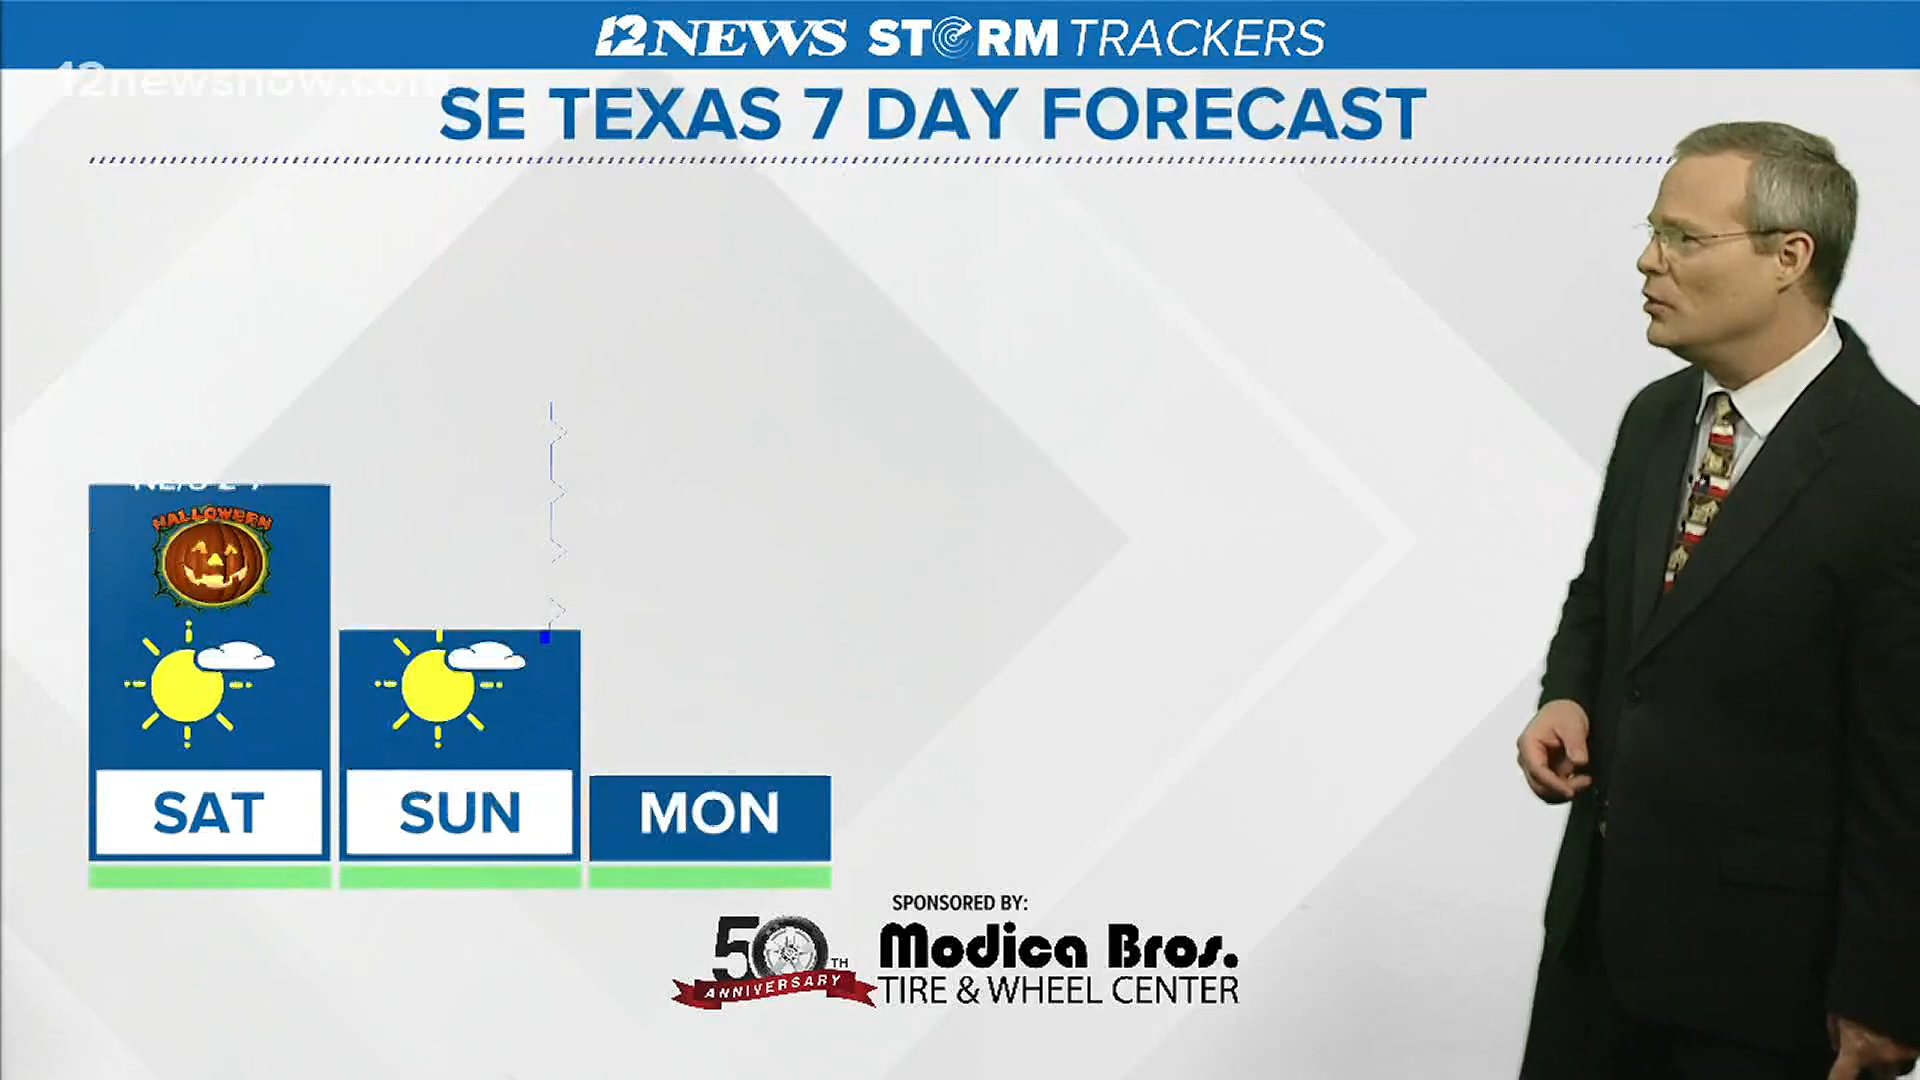 12NEWS STORM TRACKERS
12newsnow.com
SE TEXAS 7 DAY FORECAST
HALLOWEEN
SAT
SUN
MON
SPONSORED BY:
50TH
ANNIVERSARY
Modica Bros.
TIRE & WHEEL CENTER